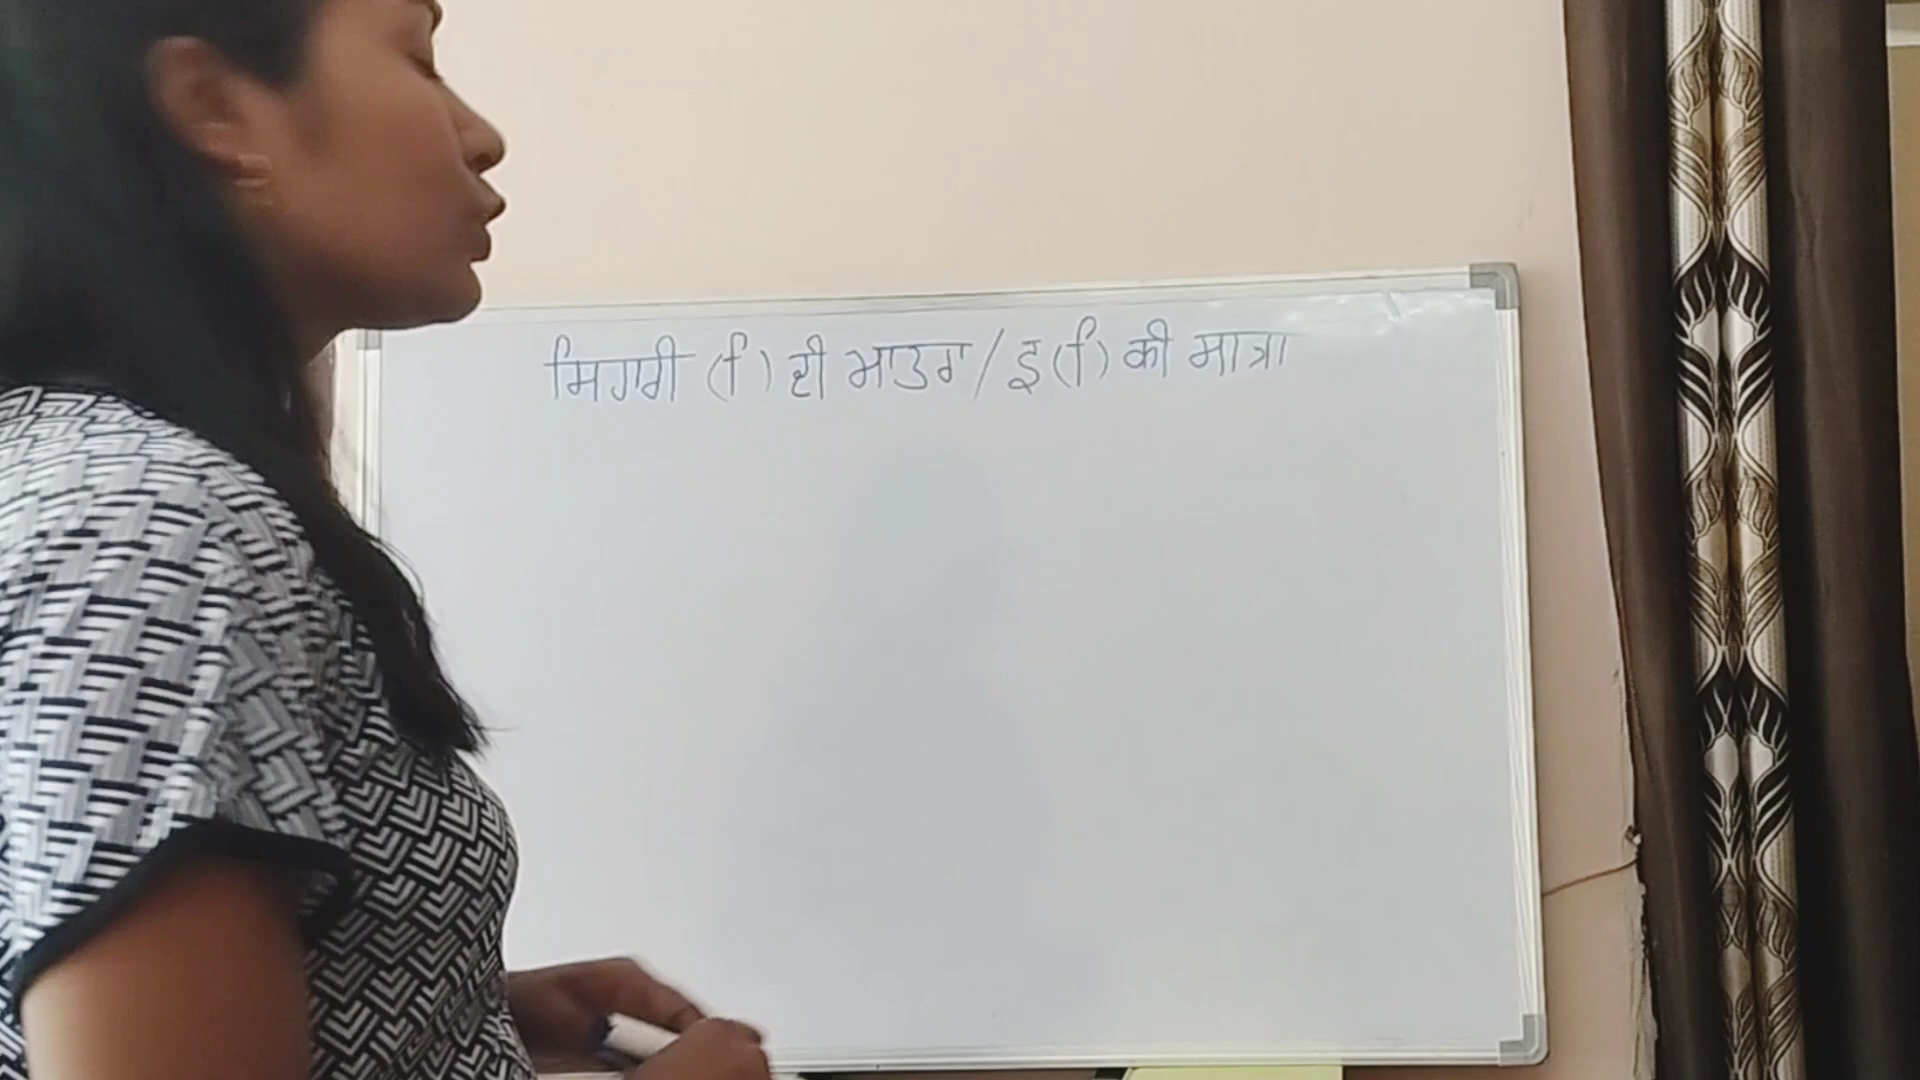 ਸਿਹਾਰੀ (ਿ) ਦੀ ਮਾਤਰਾ / इ (ि) की मात्रा